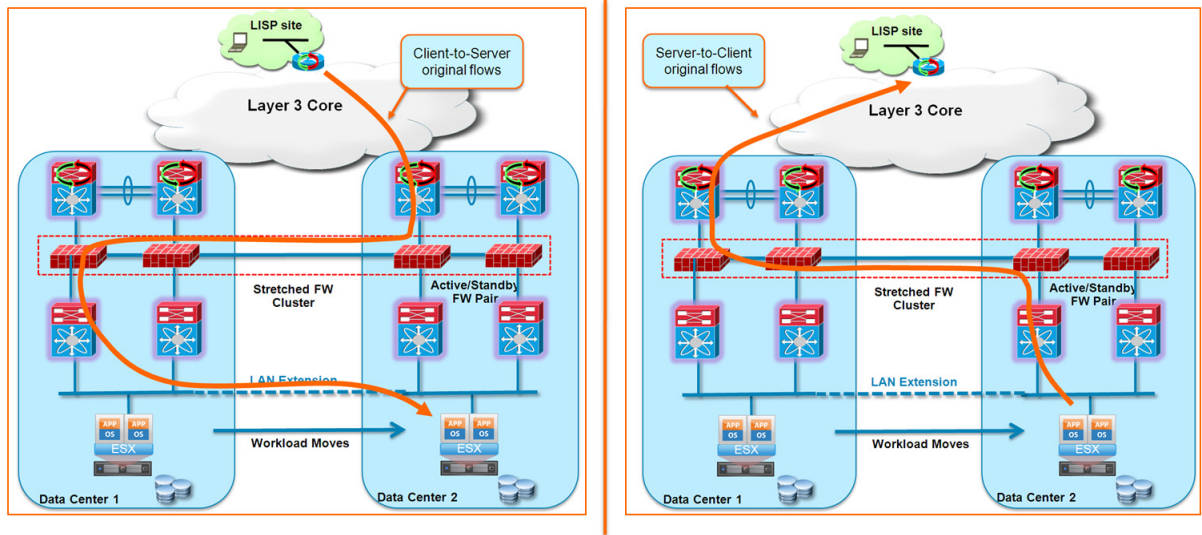 LISP site
Client-to-Server
original flows
Layer 3 Core
Stretched FW
Cluster
Active/Standby
FW Pair
LAN Extension
APP
OS
APP
OS
ESX
Workload Moves
APP
OS
APP
OS
ESX
Data Center 1
Data Center 2
LISP site
Server-to-Client
original flows
Layer 3 Core
Stretched FW
Cluster
Active/Standby
FW Pair
LAN Extension
APP
OS
APP
OS
ESX
Workload Moves
APP
OS
APP
OS
ESX
Data Center 1
Data Center 2